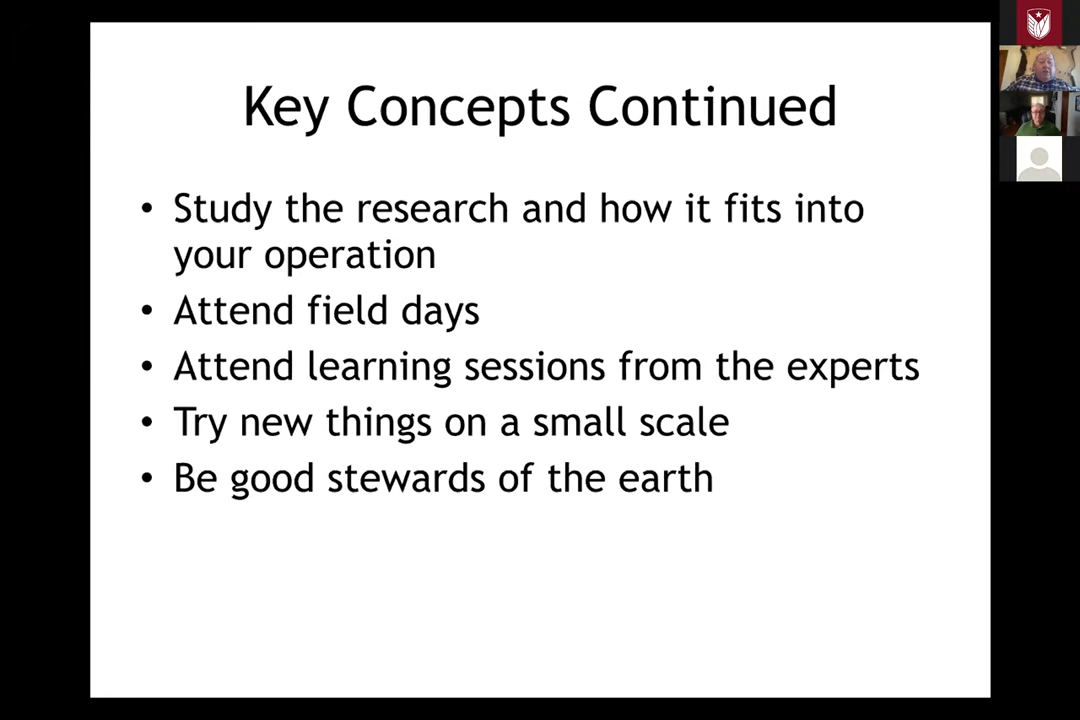 Key Concepts Continued
• Study the research and how it fits into
your operation
• Attend field days
• Attend learning sessions from the experts
• Try new things on a small scale
• Be good stewards of the earth